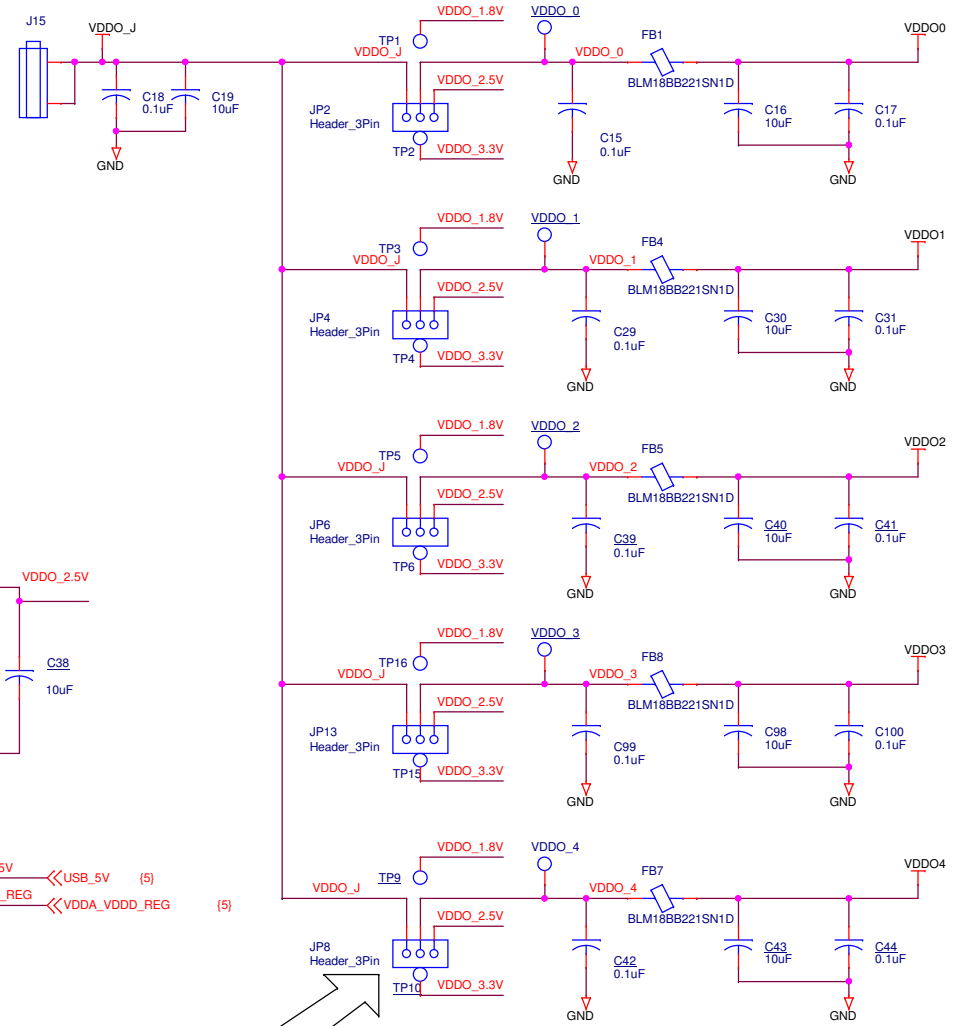 J15
VDDO_J
C18
0.1uF
C19
10uF
GND
VDDO_1.8V
VDDO_0
TP1
VDDO_J
VDDO_0
FB1
VDDO0
VDDO_2.5V
BLM18BB221SN1D
JP2
Header_3Pin
C15
0.1uF
C16
10uF
C17
0.1uF
TP2
VDDO_3.3V
GND
GND
VDDO_1.8V
VDDO_1
TP3
VDDO_J
VDDO_1
FB4
VDDO1
VDDO_2.5V
BLM18BB221SN1D
JP4
Header_3Pin
C29
0.1uF
C30
10uF
C31
0.1uF
TP4
VDDO_3.3V
GND
GND
VDDO_1.8V
VDDO_2
TP5
VDDO_J
VDDO_2
FB5
VDDO2
VDDO_2.5V
BLM18BB221SN1D
JP6
Header_3Pin
C39
0.1uF
C40
10uF
C41
0.1uF
TP6
VDDO_3.3V
GND
GND
VDDO_2.5V
C38
10uF
VDDO_1.8V
VDDO_3
TP16
VDDO_J
VDDO_3
FB8
VDDO3
VDDO_2.5V
BLM18BB221SN1D
JP13
Header_3Pin
C99
0.1uF
C98
10uF
C100
0.1uF
TP15
VDDO_3.3V
GND
GND
5V
USB_5V {5}
_REG
VDDA_VDDD_REG {5}
VDDO_1.8V
VDDO_4
TP9
VDDO_J
VDDO_4
FB7
VDDO4
VDDO_2.5V
BLM18BB221SN1D
JP8
Header_3Pin
C42
0.1uF
C43
10uF
C44
0.1uF
TP10
VDDO_3.3V
GND
GND